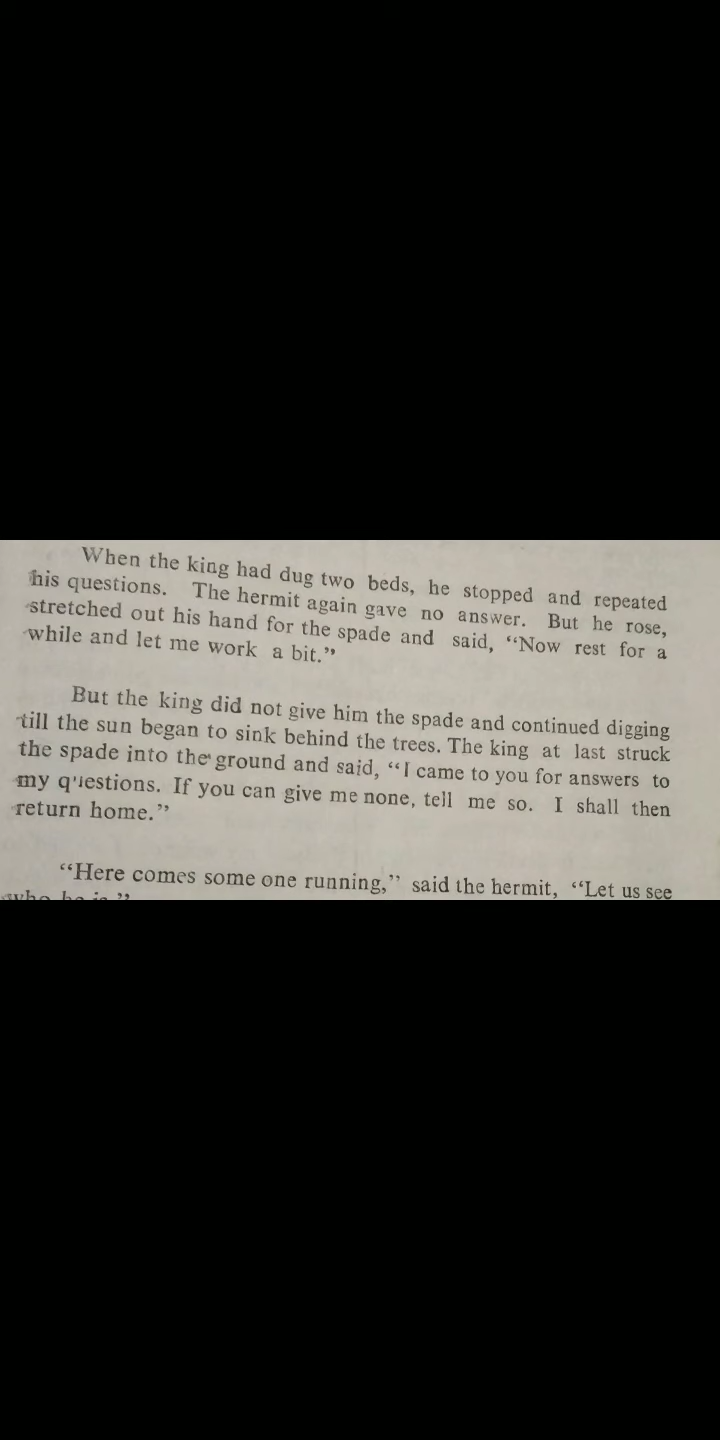 When the king had dug two beds, he stopped and repeated
his questions. The hermit again gave no answer. But he rose,
stretched out his hand for the spade and said, “Now rest for a
while and let me work a bit.”
But the king did not give him the spade and continued digging
till the sun began to sink behind the trees. The king at last struck
the spade into the ground and said, “I came to you for answers to
my questions. If you can give me none, tell me so. I shall then
return home.”
“Here comes some one running,” said the hermit, “Let us see
who he is.”